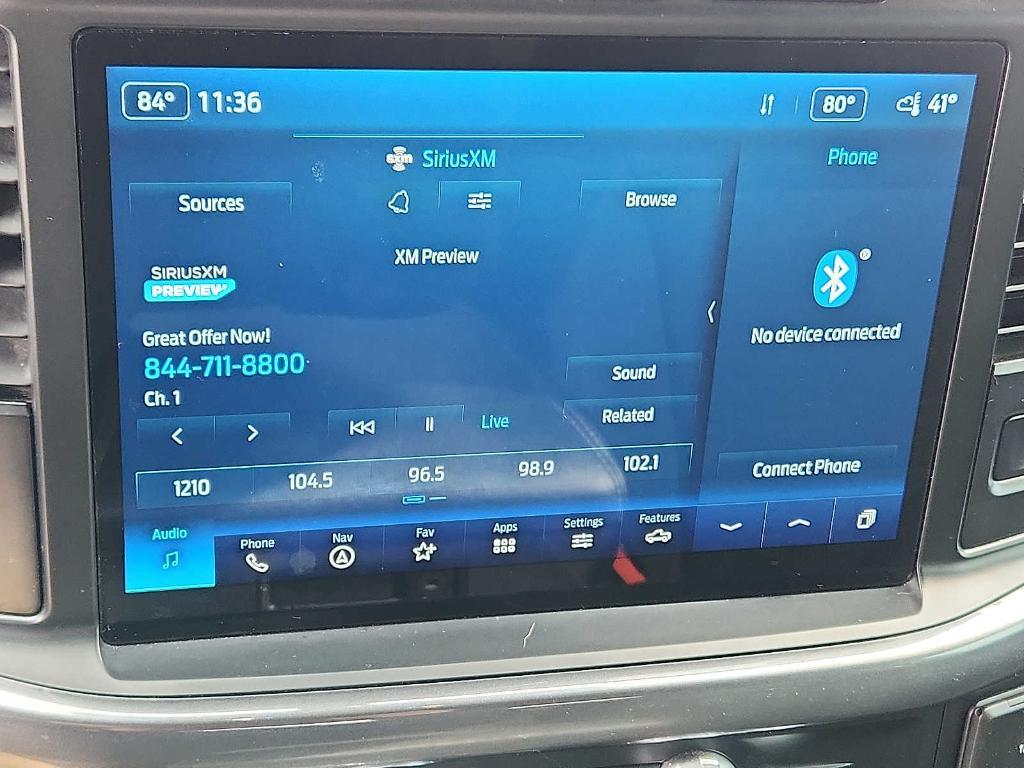 84° 11:36 80° 41°
sxm SiriusXM
Phone
Sources Browse
XM Preview
SIRIUSXM
PREVIEW
No device connected
Great Offer Now!
844-711-8800
Ch. 1
Sound
Live
Related
Connect Phone
1210 104.5 96.5 98.9 102.1
Audio Phone Nav Fav Apps Settings Features